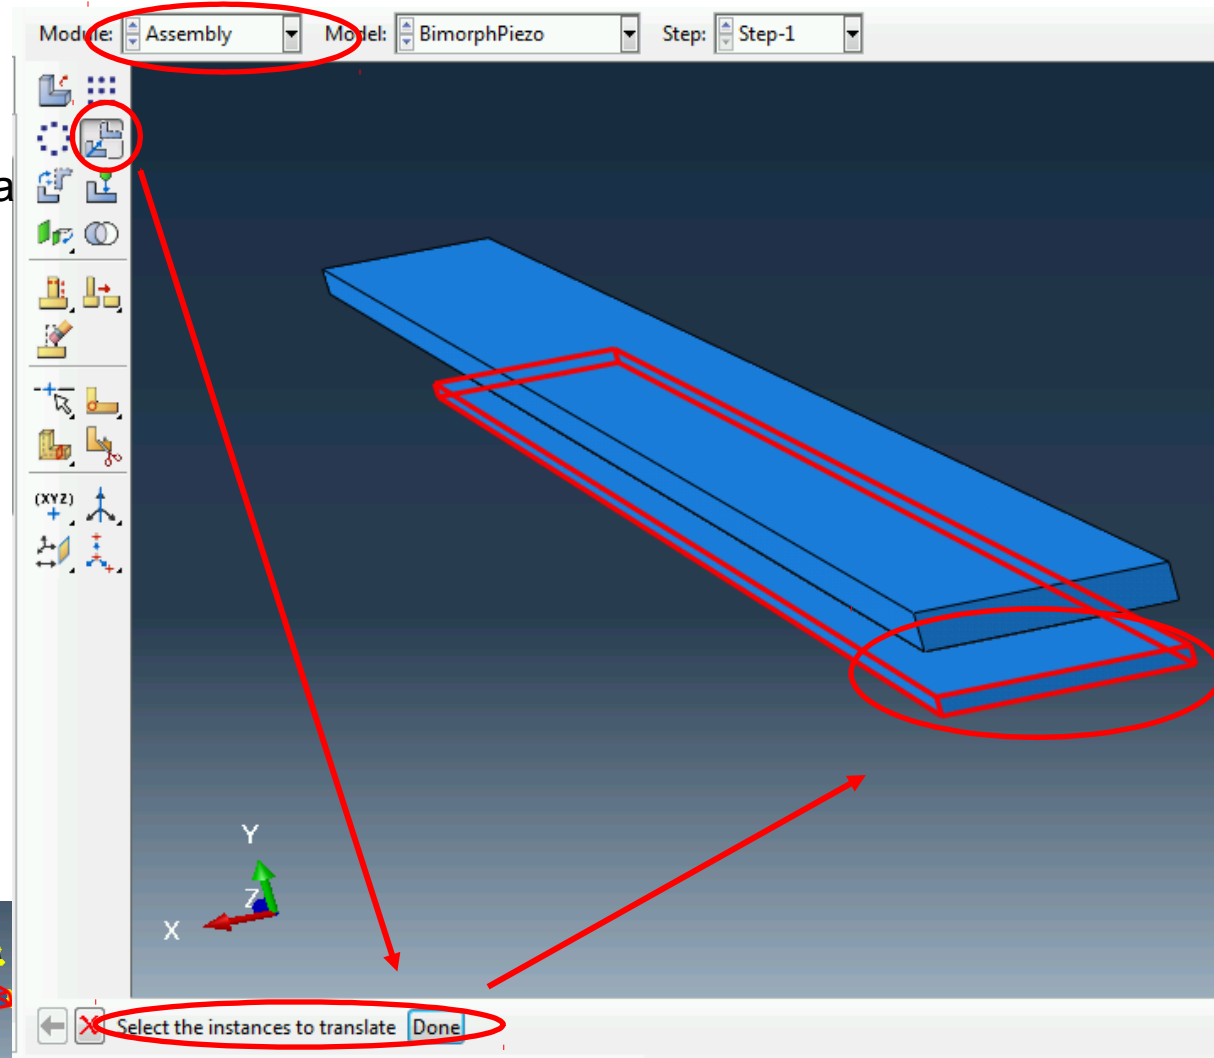 Module: Assembly Model: BimorphPiezo Step: Step-1
a
(XYZ)
Y
Z
X
Select the instances to translate Done